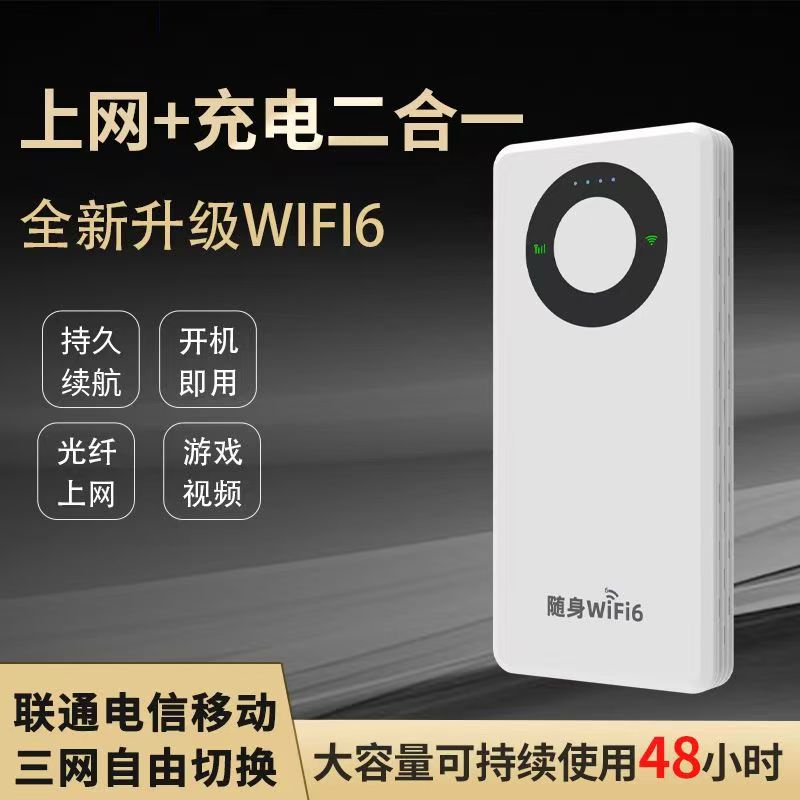 上网+充电二合一
全新升级WIFI6
持久
续航
开机
即用
光纤
上网
游戏
视频
随身WiFi6
联通电信移动
三网自由切换
大容量可持续使用48小时